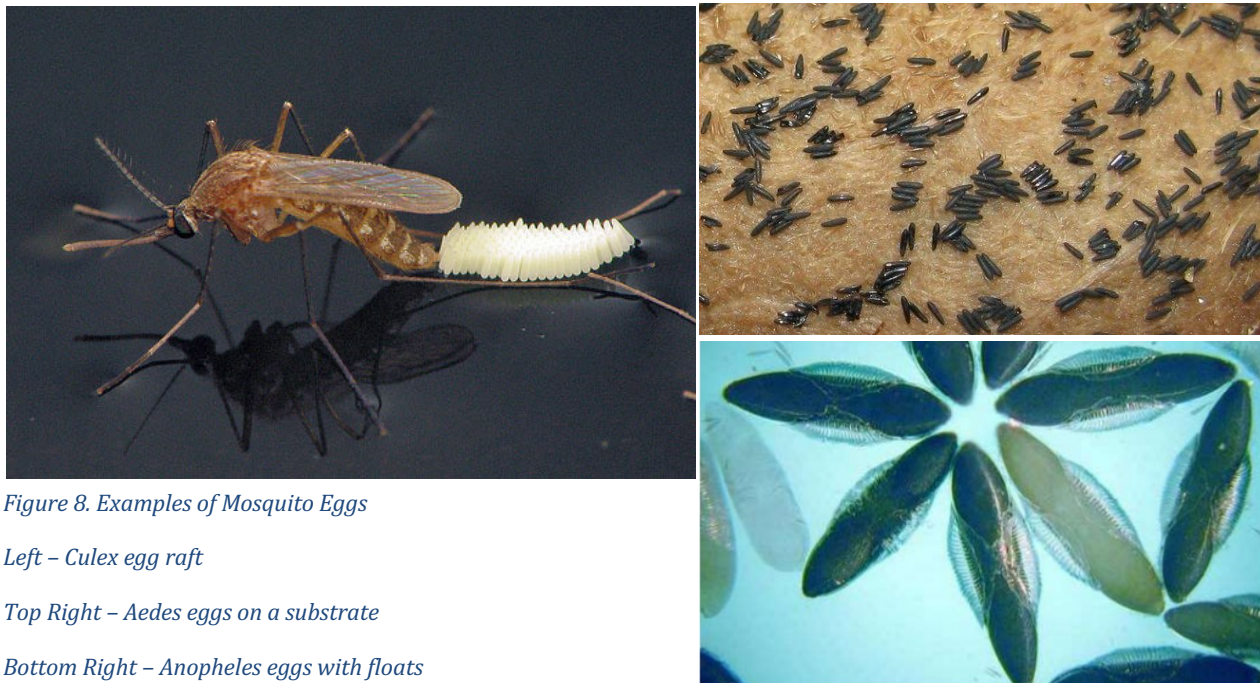 Figure 8. Examples of Mosquito Eggs
Left – Culex egg raft
Top Right – Aedes eggs on a substrate
Bottom Right – Anopheles eggs with floats